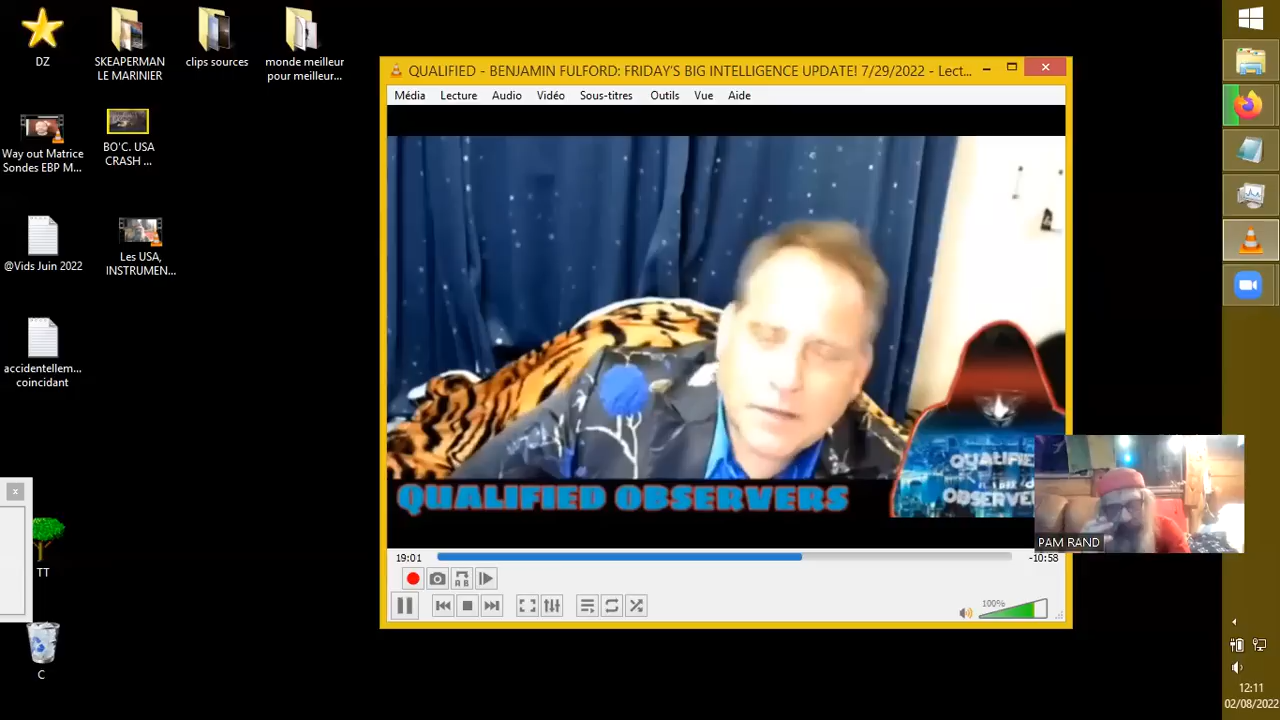 DZ
SKEAPERMAN
LE MARINIER
clips sources
monde meilleur
pour meilleur...
Way out Matrice
Sondes EBP M...
BO'C. USA
CRASH ...
@Vids Juin 2022
Les USA,
INSTRUMEN...
accidentellem...
coincidant
TT
C
QUALIFIED - BENJAMIN FULFORD: FRIDAY'S BIG INTELLIGENCE UPDATE! 7/29/2022 - Lect...
Média Lecture Audio Vidéo Sous-titres Outils Vue Aide
QUALIFIED OBSERVERS
QUALIFIE
OBSERVER
PAM RAND
19:01
-10:58
100%
12:11
02/08/2022